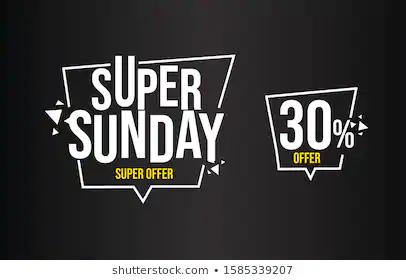 SUPER
SUNDAY
SUPER OFFER
30%
OFFER
shutterstock.com • 1585339207